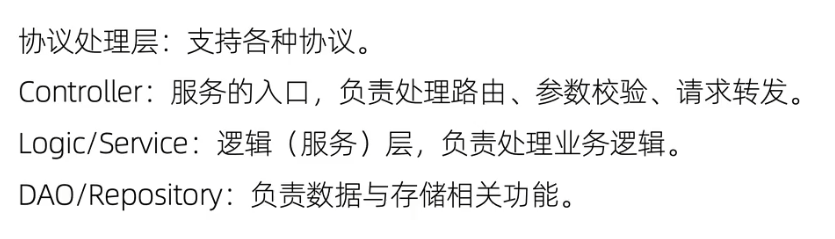 协议处理层：支持各种协议。
Controller：服务的入口，负责处理路由、参数校验、请求转发。
Logic/Service：逻辑（服务）层，负责处理业务逻辑。
DAO/Repository：负责数据与存储相关功能。